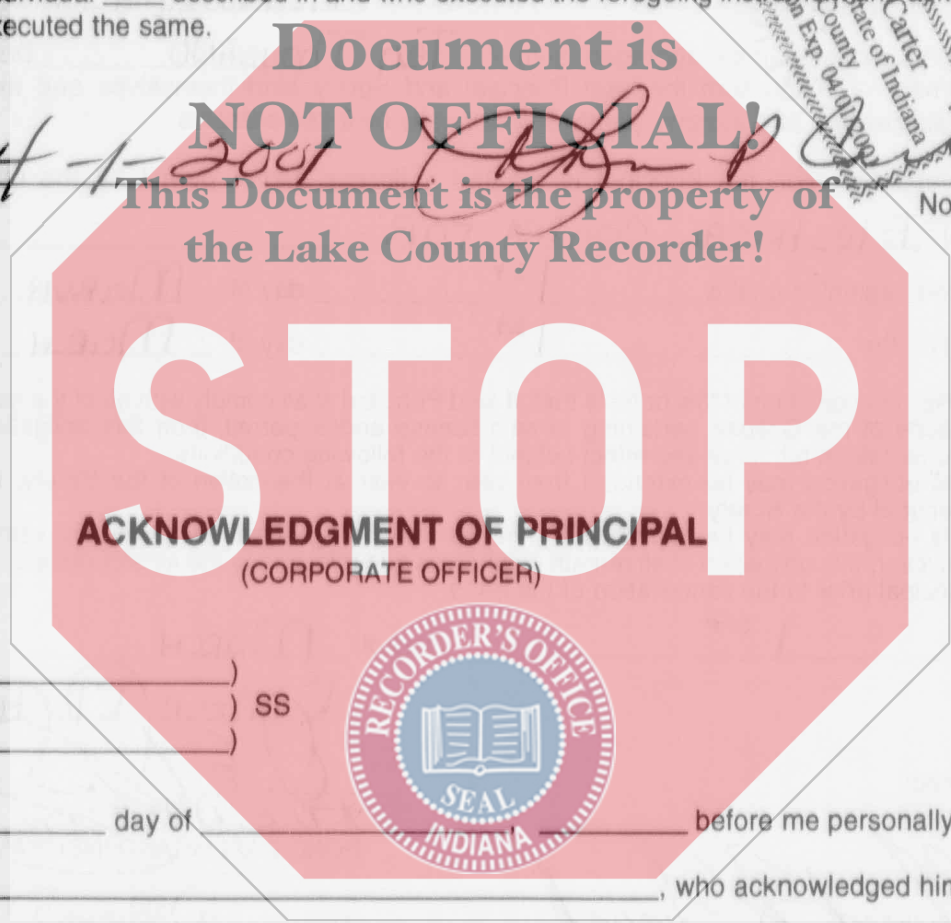 executed the same.
Document is
NOT OFFICIAL!
Carter
State of Indiana
County
Exp. 04/01/2001
4-1-2001
This Document is the property of
the Lake County Recorder!
STOP
ACKNOWLEDGMENT OF PRINCIPAL
(CORPORATE OFFICER)
)
) SS
)
RECORDER'S OFFICE
SEAL
INDIANA
day of before me personally
, who acknowledged